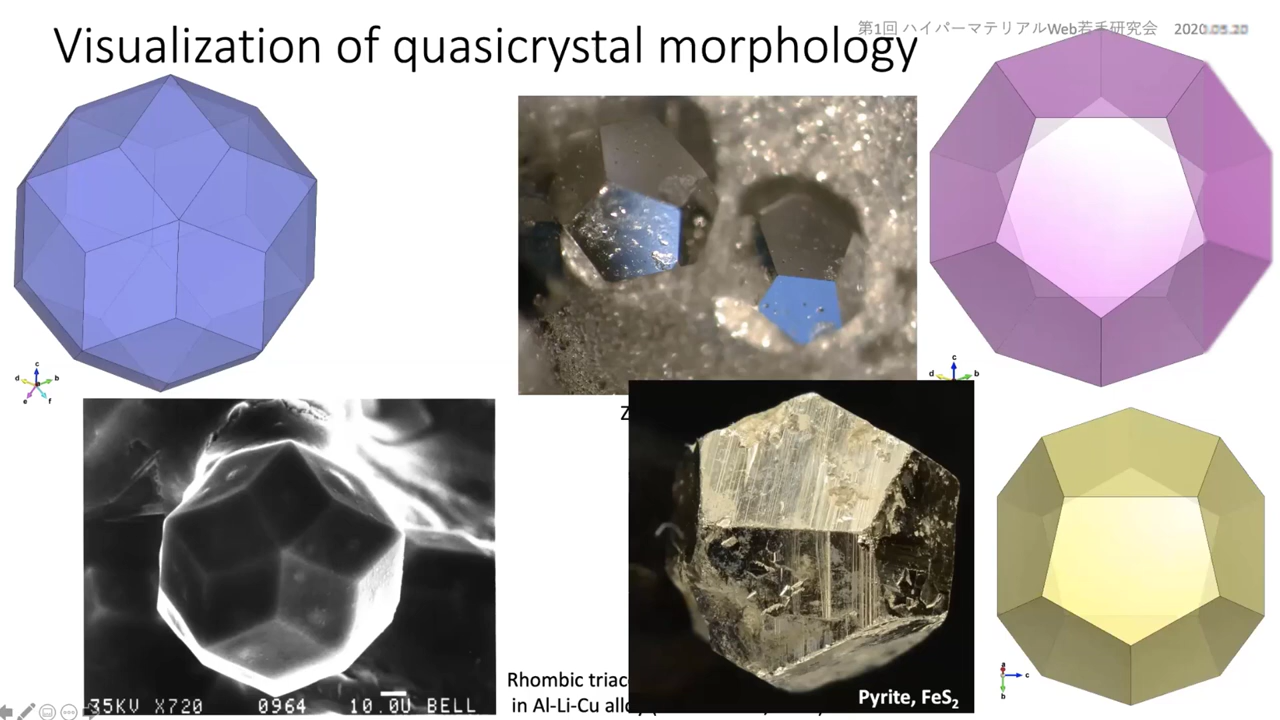 第1回 ハイパーマテリアルWeb若手研究会 2020.05.20
Visualization of quasicrystal morphology
c
d b
a
e f
c
d b
Z
35KV X720 0964 10.0U BELL
Rhombic triac
in Al-Li-Cu
Pyrite, FeS₂
a
c
b